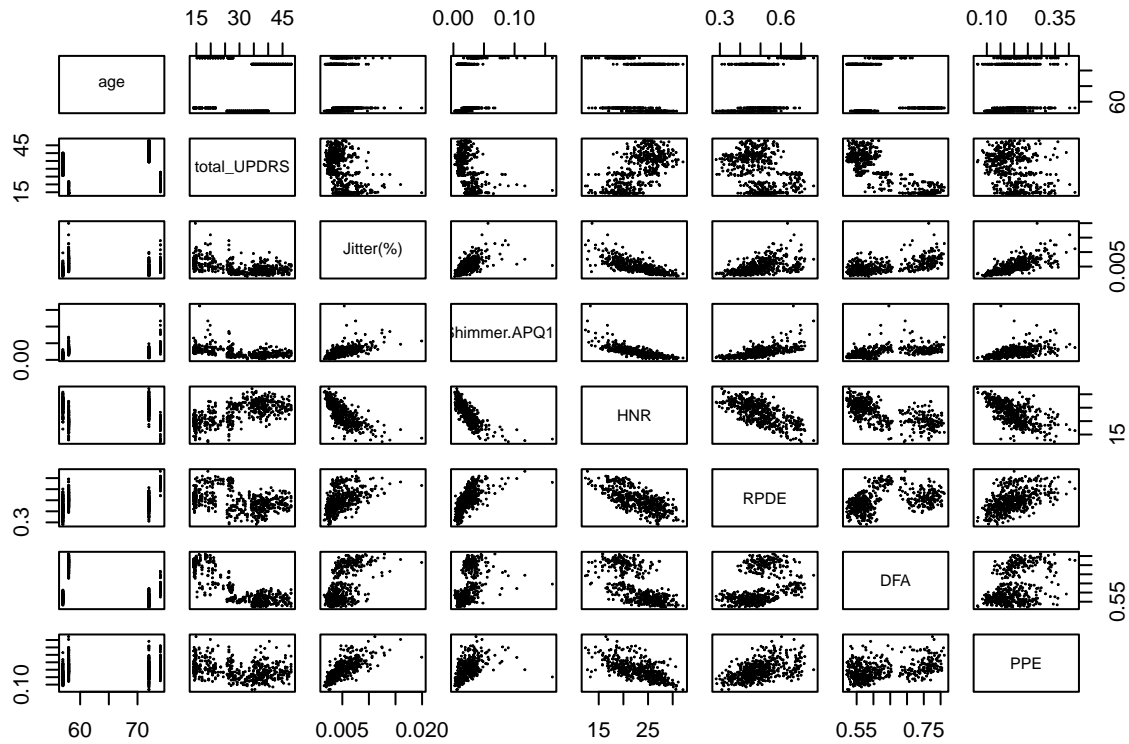 15 30 45
0.00 0.10
0.3 0.6
0.10 0.35
age
60
45
15
total_UPDRS
Jitter(%)
0.005
0.00
Shimmer.APQ1
HNR
15
0.3
RPDE
DFA
0.55
0.10
PPE
60 70
0.005 0.020
15 25
0.55 0.75